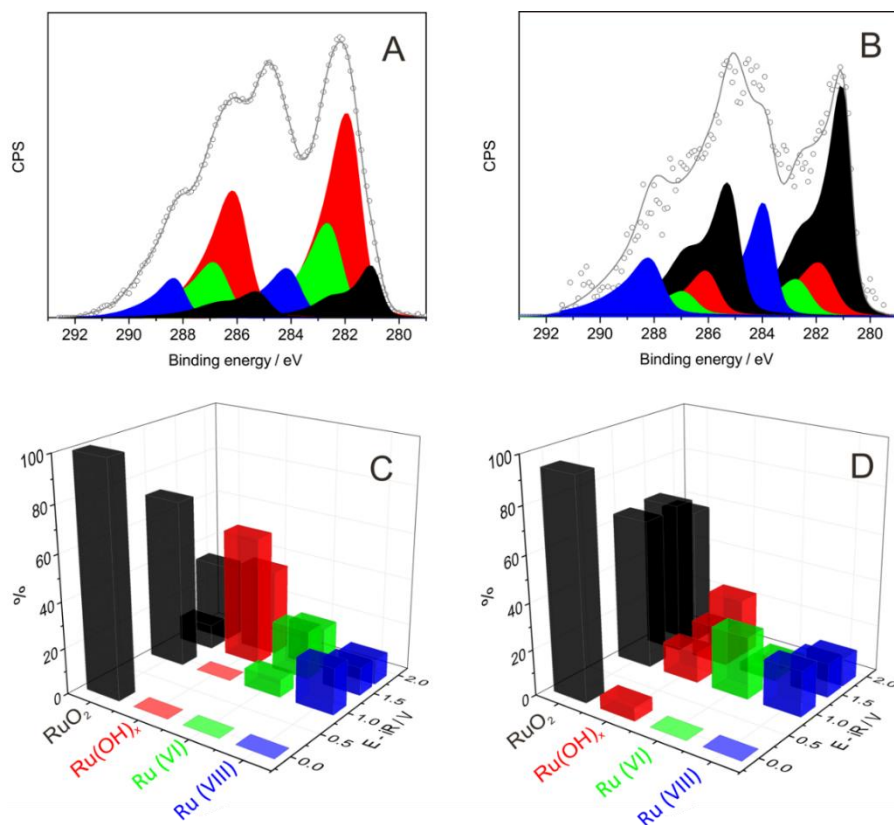 A
CPS
292 290 288 286 284 282 280
Binding energy / eV
B
CPS
292 290 288 286 284 282 280
Binding energy / eV
C
100
80
60
40
20
0
%
RuO₂
Ru(OH)ₓ
Ru (VI)
Ru (VIII)
0.0
0.5
1.0
1.5
2.0
E-iR / V
D
100
80
60
40
20
0
%
RuO₂
Ru(OH)ₓ
Ru (VI)
Ru (VIII)
0.0
0.5
1.0
1.5
2.0
E-iR / V